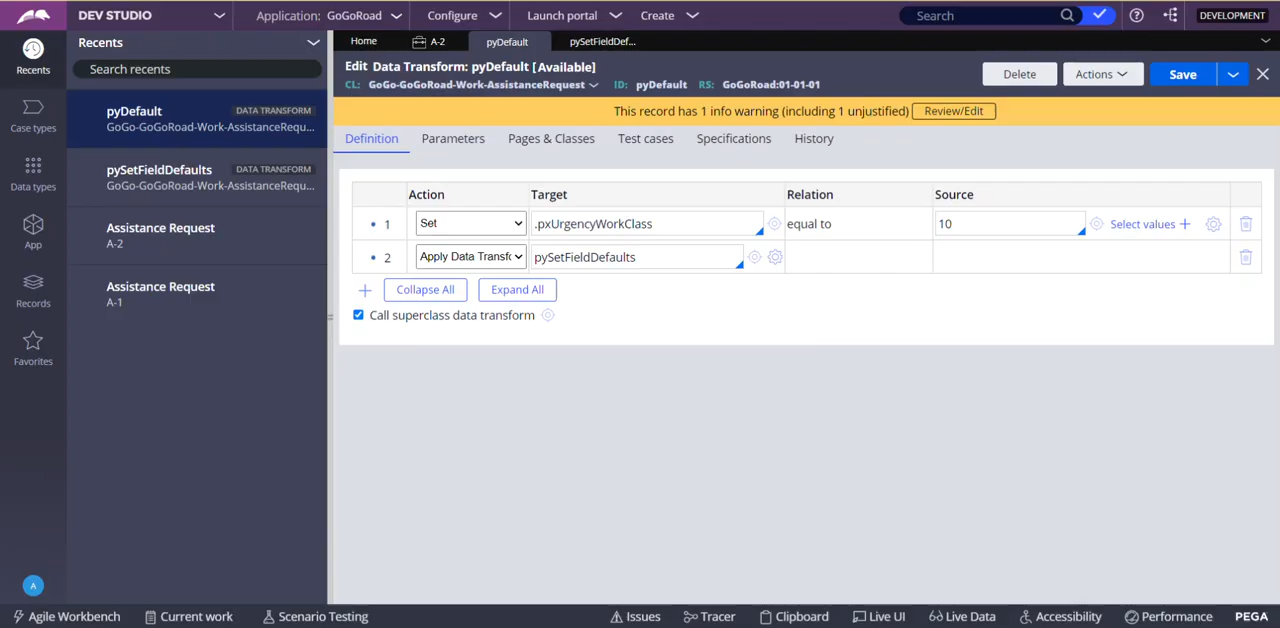 DEV STUDIO
Application: GoGoRoad
Configure
Launch portal
Create
Search
DEVELOPMENT
Recents
Case types
Data types
App
Records
Favorites
A
Recents
Search recents
pyDefault DATA TRANSFORM
GoGo-GoGoRoad-Work-AssistanceRequ...
pySetFieldDefaults DATA TRANSFORM
GoGo-GoGoRoad-Work-AssistanceRequ...
Assistance Request
A-2
Assistance Request
A-1
Home
A-2
pyDefault
pySetFieldDef...
Edit Data Transform: pyDefault [Available]
CL: GoGo-GoGoRoad-Work-AssistanceRequest ID: pyDefault RS: GoGoRoad:01-01-01
Delete
Actions
Save
This record has 1 info warning (including 1 unjustified) Review/Edit
Definition
Parameters
Pages & Classes
Test cases
Specifications
History
Action Target Relation Source
1 Set .pxUrgencyWorkClass equal to 10 Select values
2 Apply Data Transf pySetFieldDefaults
Collapse All
Expand All
Call superclass data transform
Agile Workbench
Current work
Scenario Testing
Issues
Tracer
Clipboard
Live UI
Live Data
Accessibility
Performance
PEGA